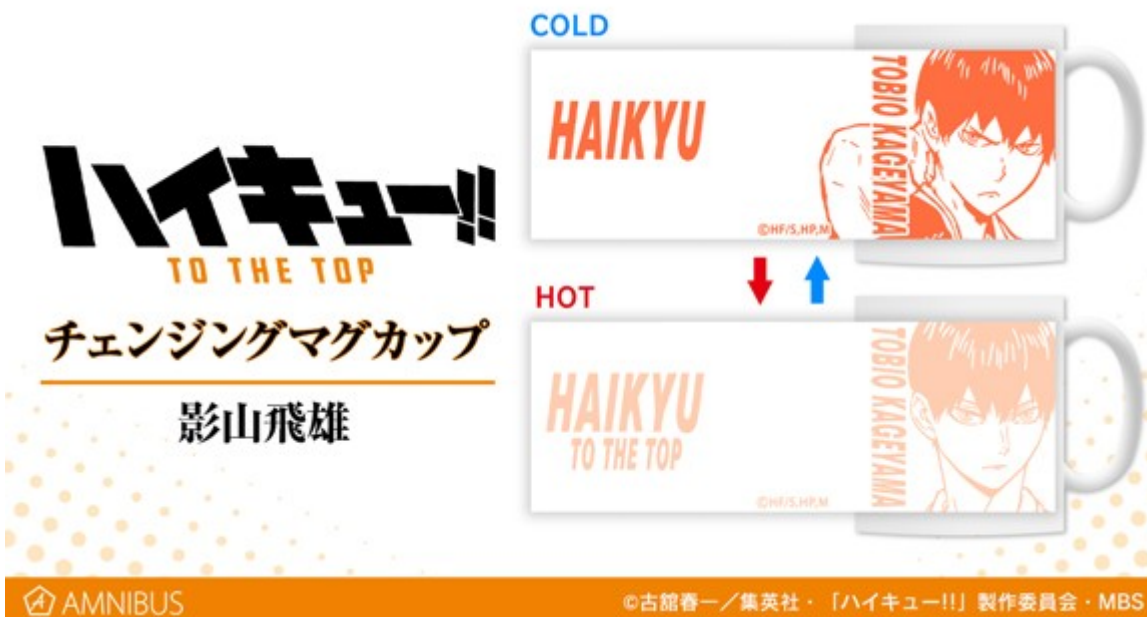 ハイキュー!!
TO THE TOP
チェンジングマグカップ
影山飛雄
COLD
HAIKYU
TOBIO KAGEYAMA
©HF/S,HP,M
HOT
HAIKYU
TO THE TOP
TOBIO KAGEYAMA
©HF/S,HP,M
AMNIBUS
©古舘春一／集英社・「ハイキュー!!」製作委員会・MBS